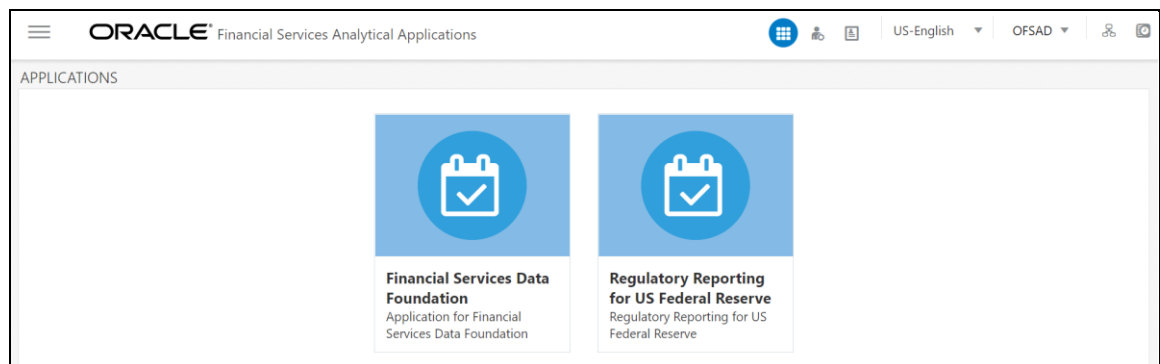 ORACLE® Financial Services Analytical Applications
US-English
OFSAD
APPLICATIONS
Financial Services Data
Foundation
Application for Financial
Services Data Foundation
Regulatory Reporting
for US Federal Reserve
Regulatory Reporting for US
Federal Reserve